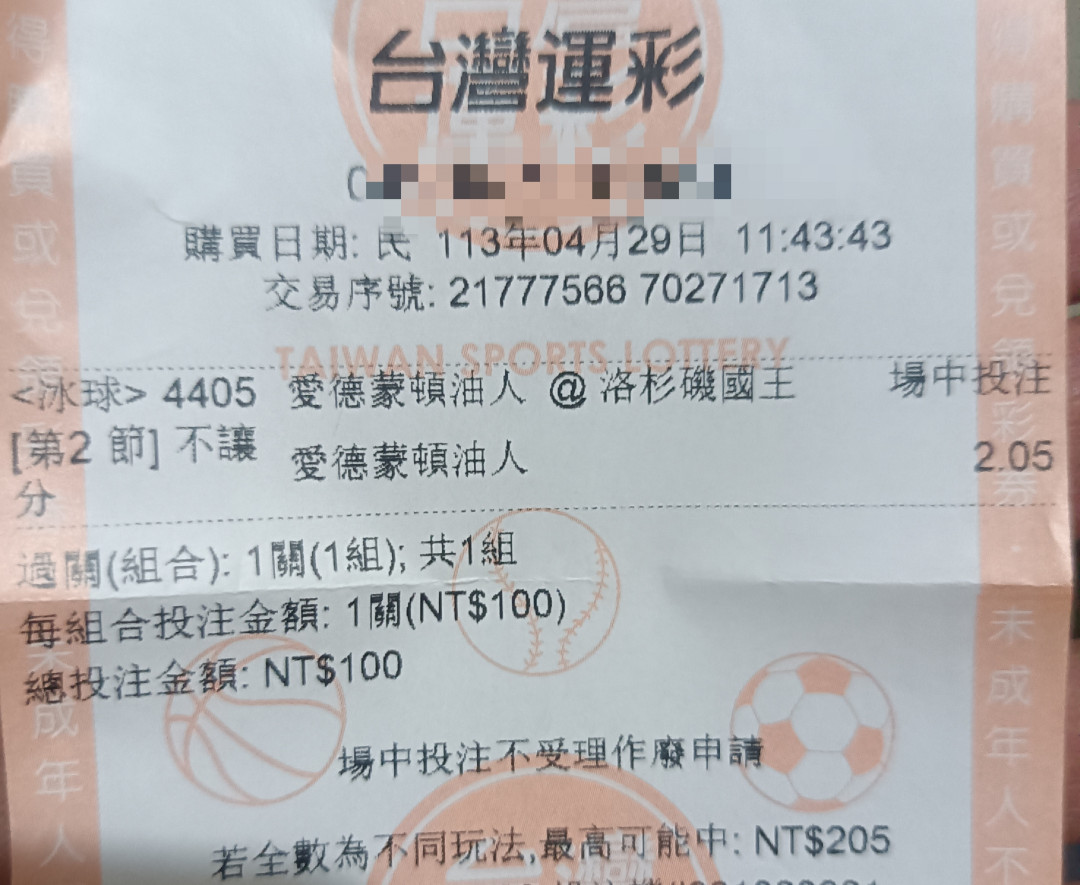 台灣運彩
購買日期: 民 113年04月29日 11:43:43
交易序號: 21777566 70271713
TAIWAN SPORTS LOTTERY
<冰球> 4405 愛德蒙頓油人 @ 洛杉磯國王 場中投注
[第2 節] 不讓分 愛德蒙頓油人 2.05
過關(組合): 1關(1組); 共1組
每組合投注金額: 1關(NT$100)
總投注金額: NT$100
場中投注不受理作廢申請
若全數為不同玩法,最高可能中: NT$205